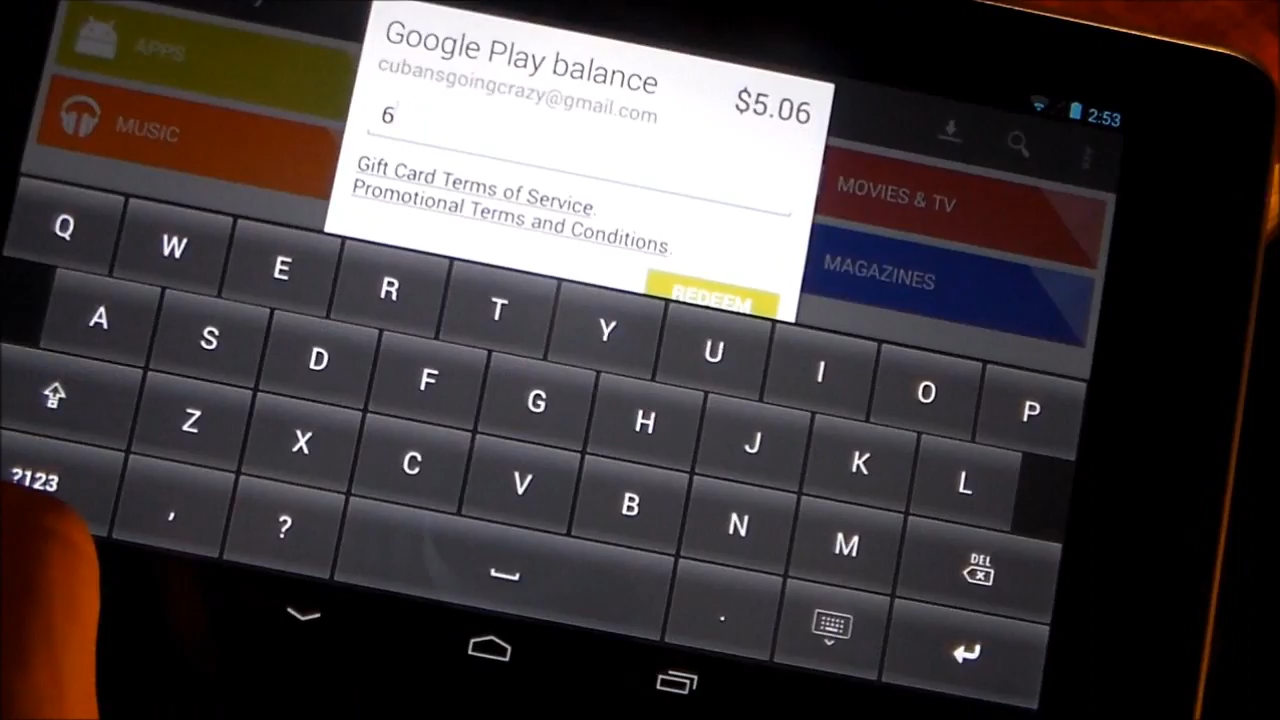 Google Play balance
$5.06
cubansgoingcrazy@gmail.com
6
Gift Card Terms of Service.
Promotional Terms and Conditions.
REDEEM
APPS
MUSIC
2:53
MOVIES & TV
MAGAZINES
Q W E R T Y U I O P
A S D F G H J K L
Z X C V B N M DEL
?123 , ? .